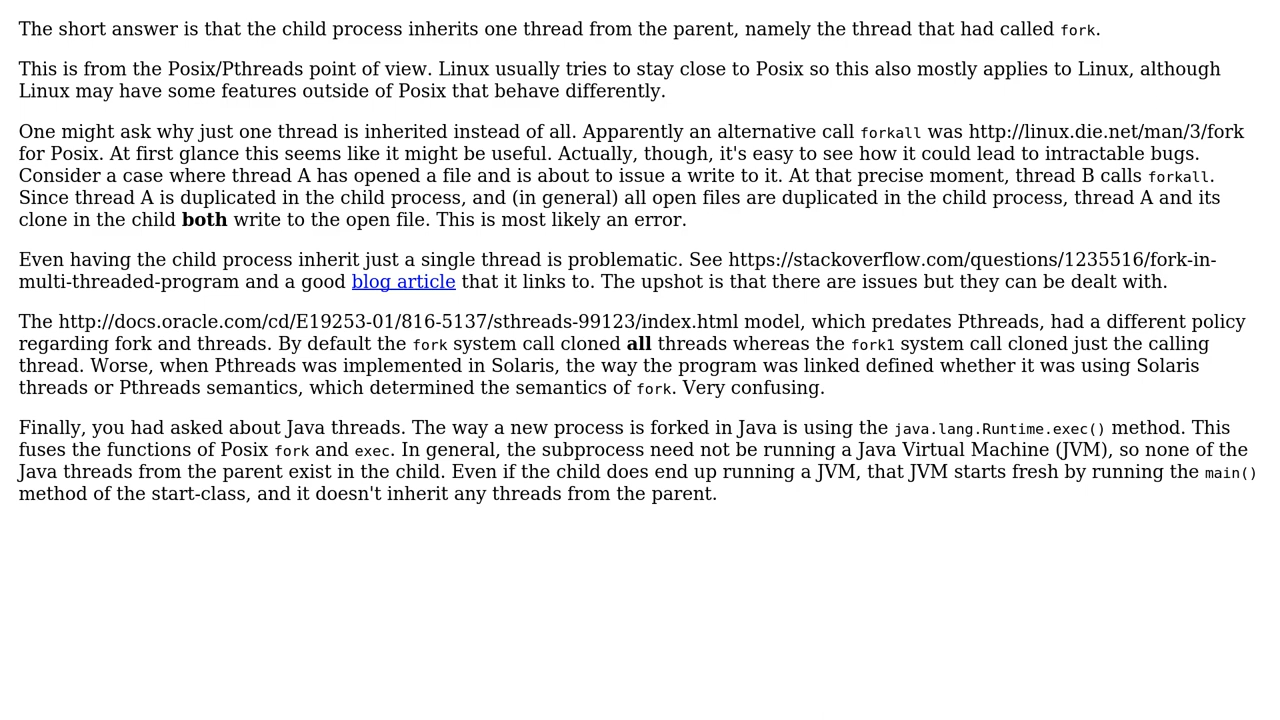 The short answer is that the child process inherits one thread from the parent, namely the thread that had called fork.
This is from the Posix/Pthreads point of view. Linux usually tries to stay close to Posix so this also mostly applies to Linux, although
Linux may have some features outside of Posix that behave differently.
One might ask why just one thread is inherited instead of all. Apparently an alternative call forkall was http://linux.die.net/man/3/fork
for Posix. At first glance this seems like it might be useful. Actually, though, it's easy to see how it could lead to intractable bugs.
Consider a case where thread A has opened a file and is about to issue a write to it. At that precise moment, thread B calls forkall.
Since thread A is duplicated in the child process, and (in general) all open files are duplicated in the child process, thread A and its
clone in the child both write to the open file. This is most likely an error.
Even having the child process inherit just a single thread is problematic. See https://stackoverflow.com/questions/1235516/fork-in-
multi-threaded-program and a good blog article that it links to. The upshot is that there are issues but they can be dealt with.
The http://docs.oracle.com/cd/E19253-01/816-5137/sthreads-99123/index.html model, which predates Pthreads, had a different policy
regarding fork and threads. By default the fork system call cloned all threads whereas the fork1 system call cloned just the calling
thread. Worse, when Pthreads was implemented in Solaris, the way the program was linked defined whether it was using Solaris
threads or Pthreads semantics, which determined the semantics of fork. Very confusing.
Finally, you had asked about Java threads. The way a new process is forked in Java is using the java.lang.Runtime.exec() method. This
fuses the functions of Posix fork and exec. In general, the subprocess need not be running a Java Virtual Machine (JVM), so none of the
Java threads from the parent exist in the child. Even if the child does end up running a JVM, that JVM starts fresh by running the main()
method of the start-class, and it doesn't inherit any threads from the parent.